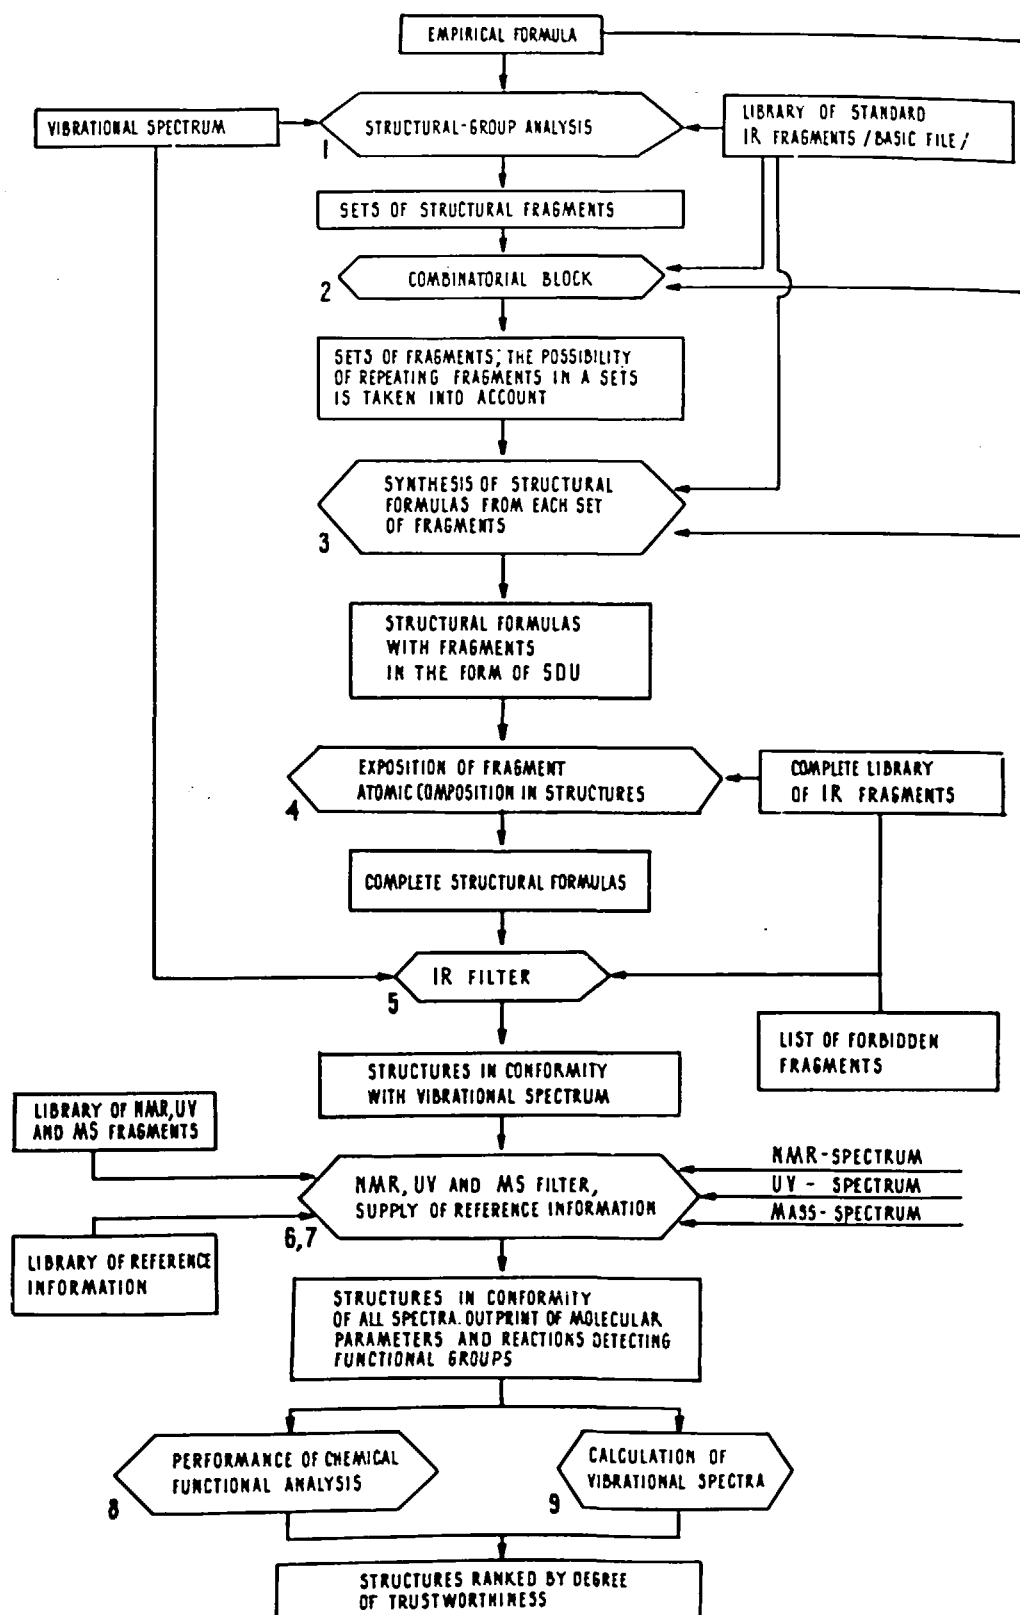 EMPIRICAL FORMULA
VIBRATIONAL SPECTRUM
STRUCTURAL-GROUP ANALYSIS
1
LIBRARY OF STANDARD
IR FRAGMENTS /BASIC FILE/
SETS OF STRUCTURAL FRAGMENTS
COMBINATORIAL BLOCK
2
SETS OF FRAGMENTS; THE POSSIBILITY
OF REPEATING FRAGMENTS IN A SETS
IS TAKEN INTO ACCOUNT
SYNTHESIS OF STRUCTURAL
FORMULAS FROM EACH SET
OF FRAGMENTS
3
STRUCTURAL FORMULAS
WITH FRAGMENTS
IN THE FORM OF SDU
EXPOSITION OF FRAGMENT
ATOMIC COMPOSITION IN STRUCTURES
4
COMPLETE LIBRARY
OF IR FRAGMENTS
COMPLETE STRUCTURAL FORMULAS
IR FILTER
5
LIST OF FORBIDDEN
FRAGMENTS
STRUCTURES IN CONFORMITY
WITH VIBRATIONAL SPECTRUM
LIBRARY OF NMR, UV
AND MS FRAGMENTS
NMR, UV AND MS FILTER,
SUPPLY OF REFERENCE INFORMATION
6,7
NMR-SPECTRUM
UV - SPECTRUM
MASS-SPECTRUM
LIBRARY OF REFERENCE
INFORMATION
STRUCTURES IN CONFORMITY
OF ALL SPECTRA. OUTPRINT OF MOLECULAR
PARAMETERS AND REACTIONS DETECTING
FUNCTIONAL GROUPS
PERFORMANCE OF CHEMICAL
FUNCTIONAL ANALYSIS
8
CALCULATION OF
VIBRATIONAL SPECTRA
9
STRUCTURES RANKED BY DEGREE
OF TRUSTWORTHINESS